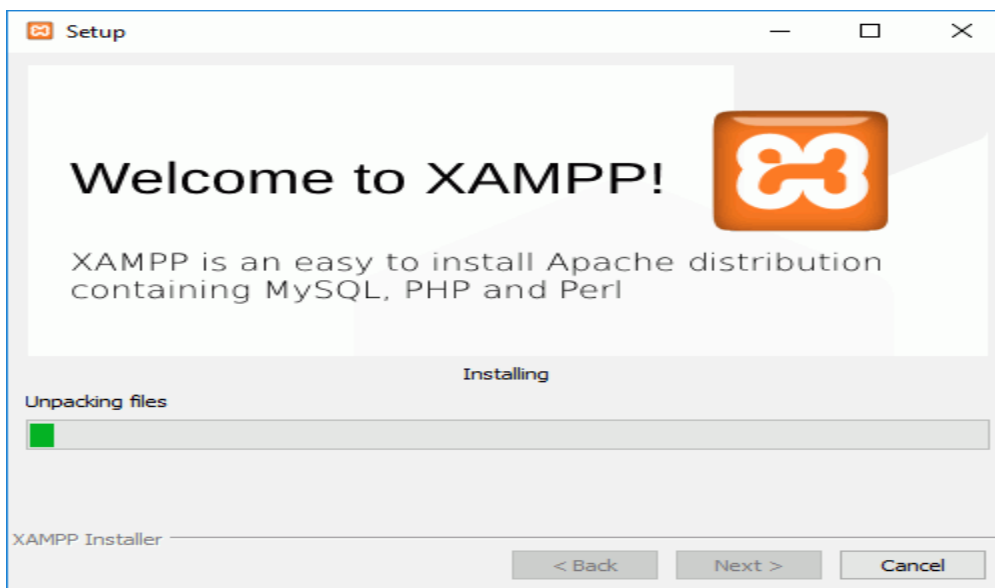 Setup
Welcome to XAMPP!
XAMPP is an easy to install Apache distribution
containing MySQL, PHP and Perl
Installing
Unpacking files
XAMPP Installer
< Back
Next >
Cancel